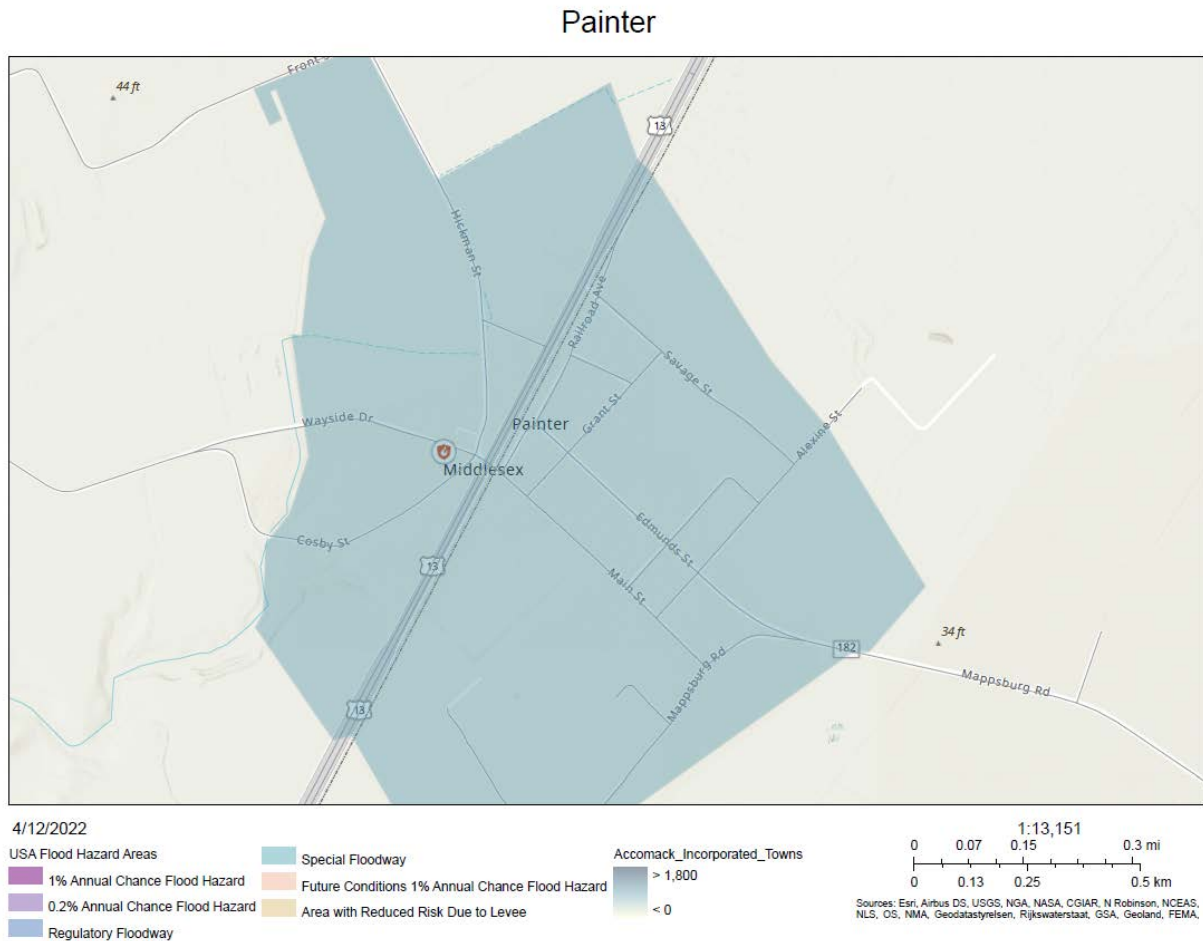 Painter
44 ft
Front
13
Hickman St
Railroad Ave
Savage St
Grant St
Wayside Dr
Painter
Alexine St
Middlesex
Cosby St
13
Edmunds St
Main St
34 ft
182
Mappsburg Rd
Mappsburg Rd
13
4/12/2022
USA Flood Hazard Areas
1% Annual Chance Flood Hazard
0.2% Annual Chance Flood Hazard
Regulatory Floodway
Special Floodway
Future Conditions 1% Annual Chance Flood Hazard
Area with Reduced Risk Due to Levee
Accomack_Incorporated_Towns
> 1,800
< 0
1:13,151
0 0.07 0.15 0.3 mi
0 0.13 0.25 0.5 km
Sources: Esri, Airbus DS, USGS, NGA, NASA, CGIAR, N Robinson, NCEAS,
NLS, OS, NMA, Geodatastyrelsen, Rijkswaterstaat, GSA, Geoland, FEMA,